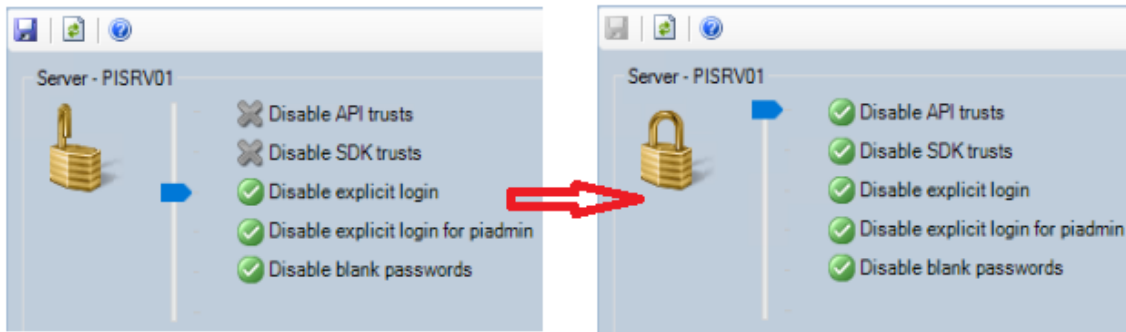 Server - PISRV01
Disable API trusts
Disable SDK trusts
Disable explicit login
Disable explicit login for piadmin
Disable blank passwords
Server - PISRV01
Disable API trusts
Disable SDK trusts
Disable explicit login
Disable explicit login for piadmin
Disable blank passwords